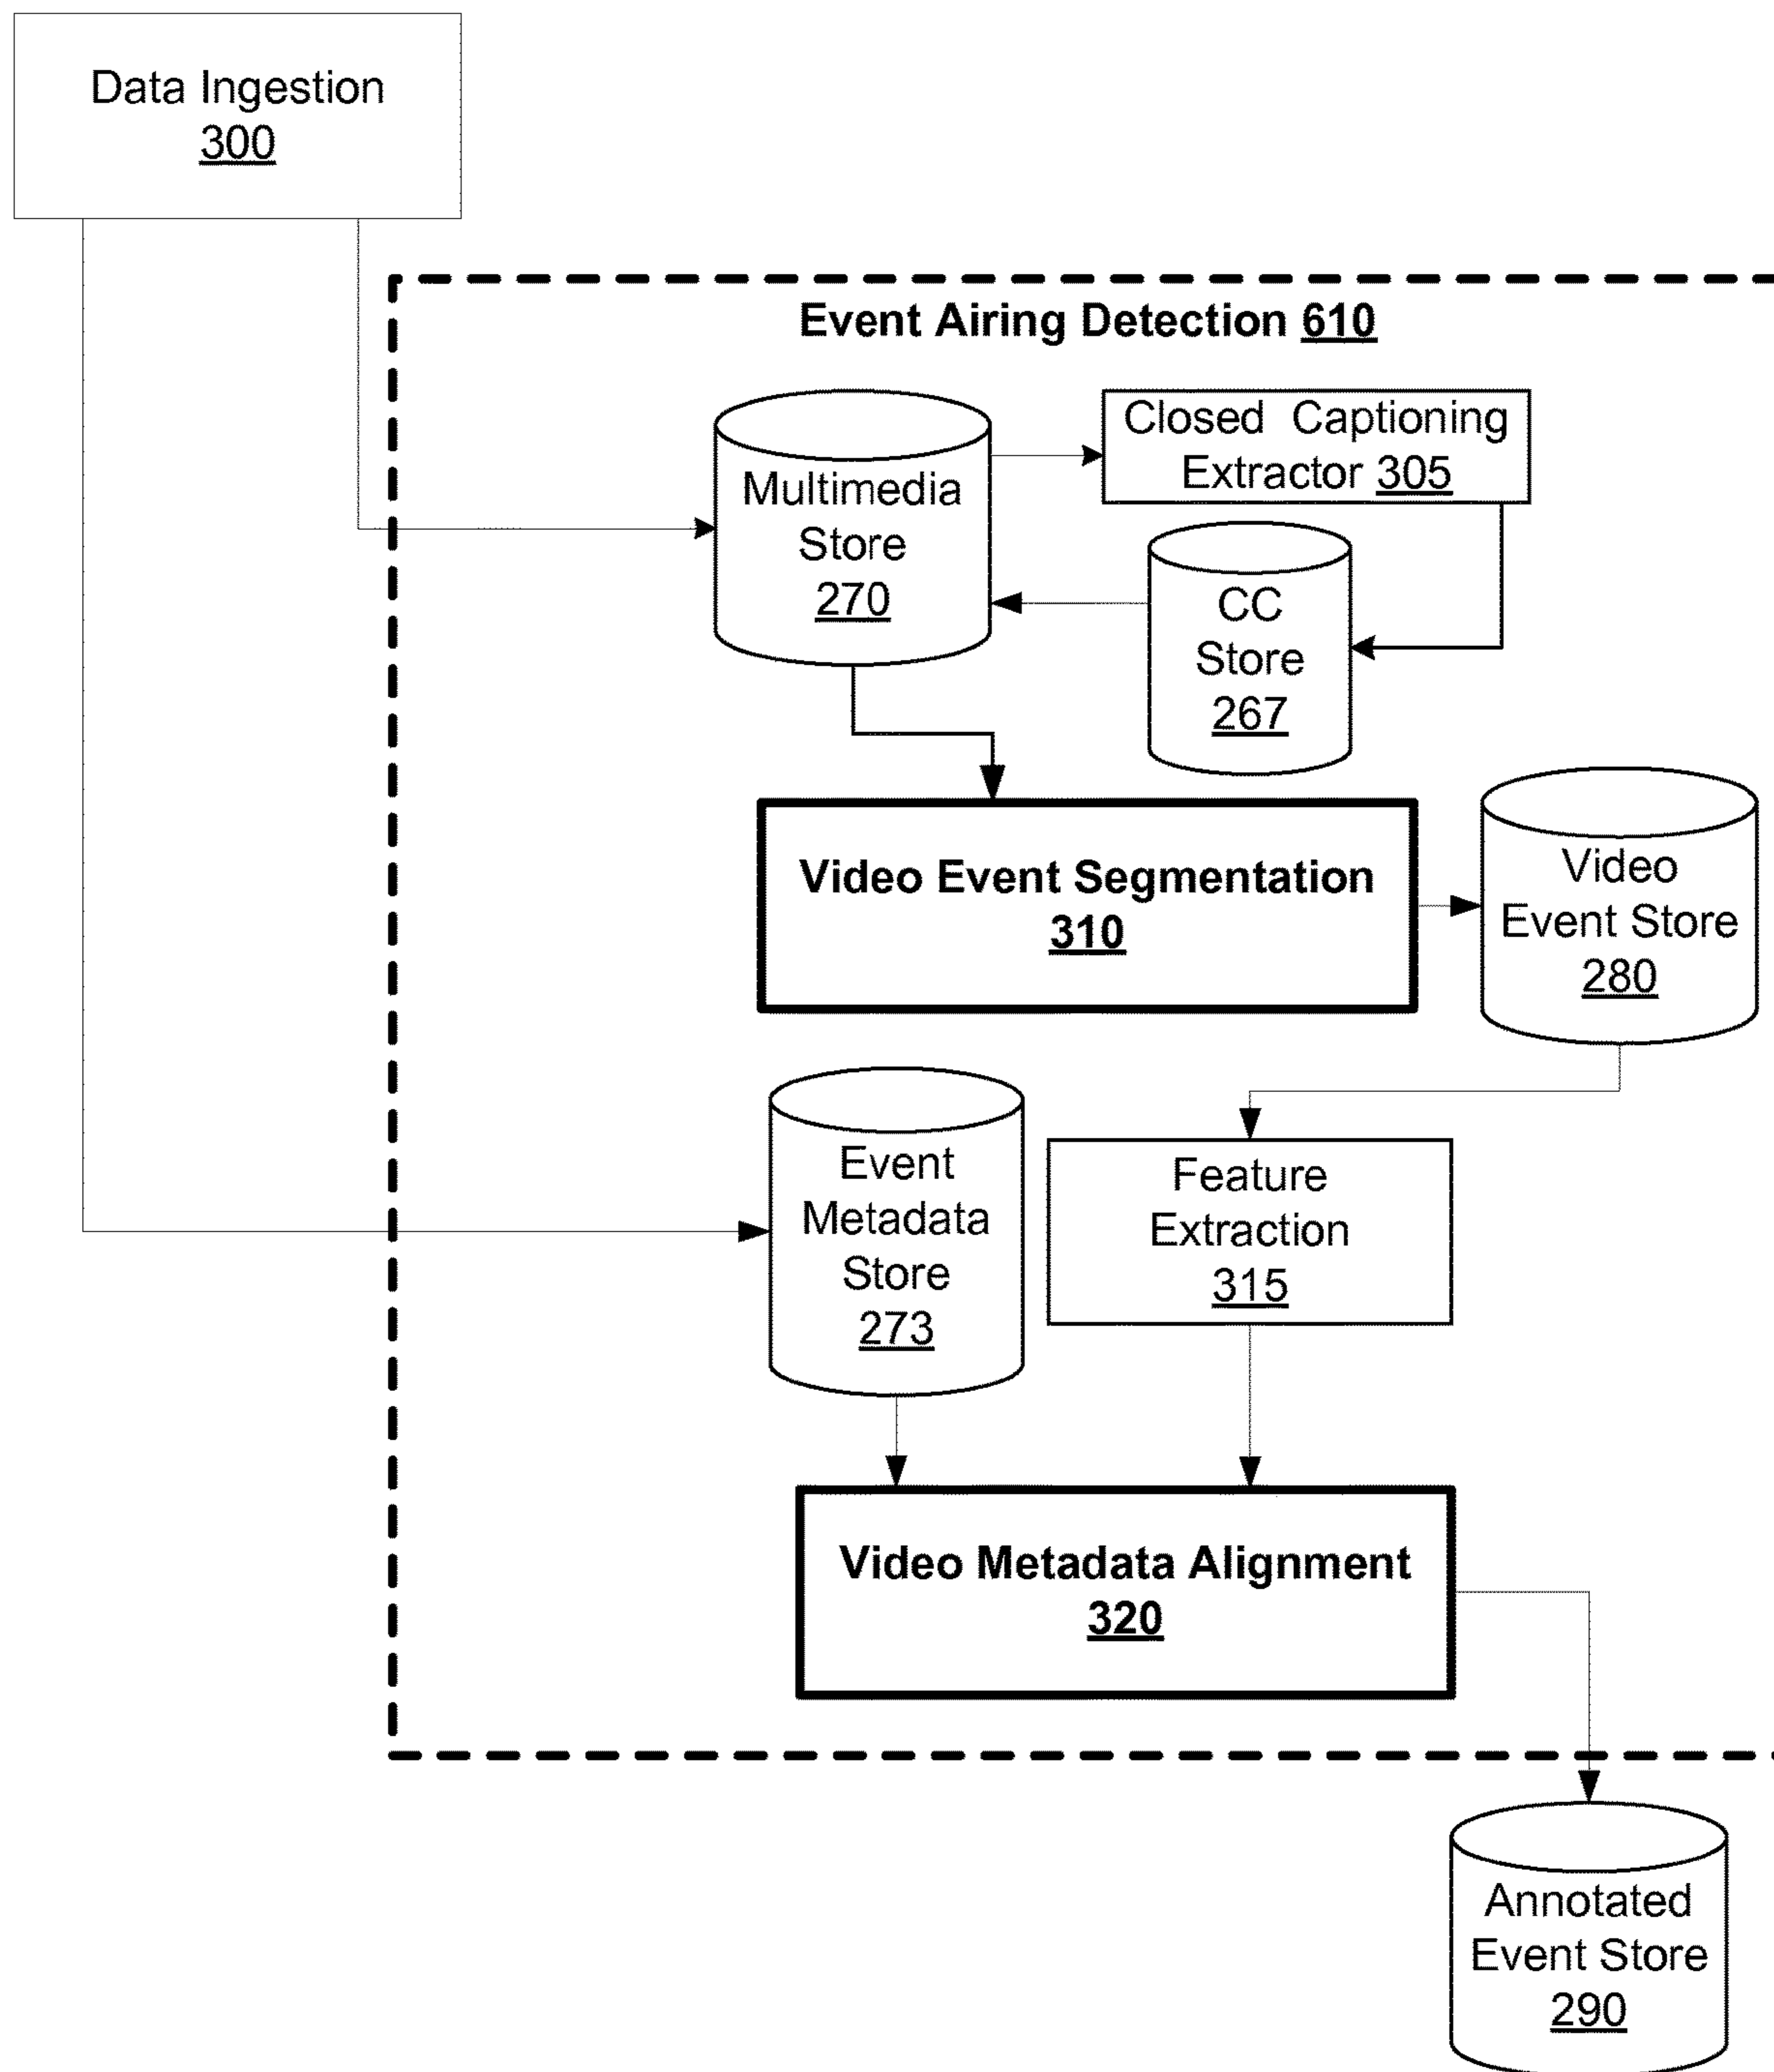 Data Ingestion
300
Event Airing Detection 610
Multimedia
Store
270
Closed Captioning
Extractor 305
CC
Store
267
Video Event Segmentation
310
Video
Event Store
280
Event
Metadata
Store
273
Feature
Extraction
315
Video Metadata Alignment
320
Annotated
Event Store
290